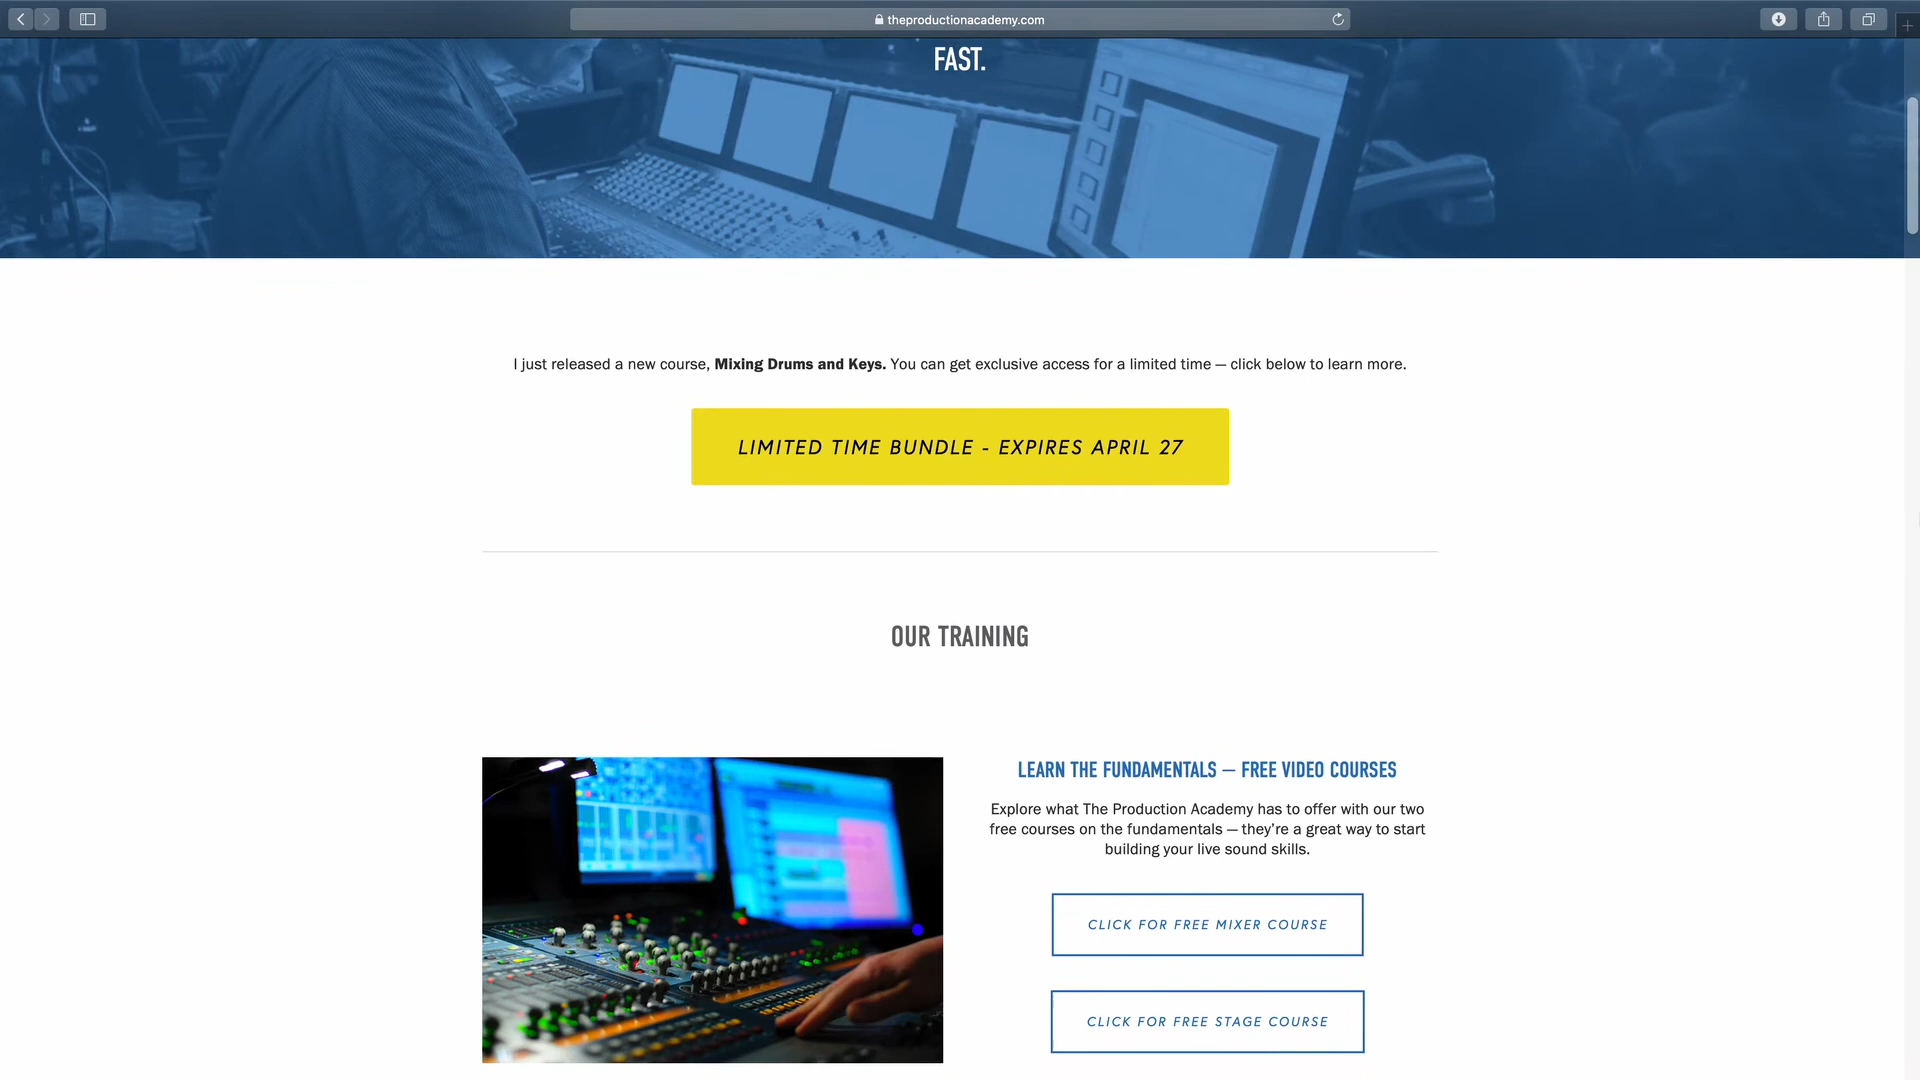 theproductionacademy.com
FAST.
I just released a new course, Mixing Drums and Keys. You can get exclusive access for a limited time — click below to learn more.
LIMITED TIME BUNDLE - EXPIRES APRIL 27
OUR TRAINING
LEARN THE FUNDAMENTALS — FREE VIDEO COURSES
Explore what The Production Academy has to offer with our two
free courses on the fundamentals — they’re a great way to start
building your live sound skills.
CLICK FOR FREE MIXER COURSE
CLICK FOR FREE STAGE COURSE